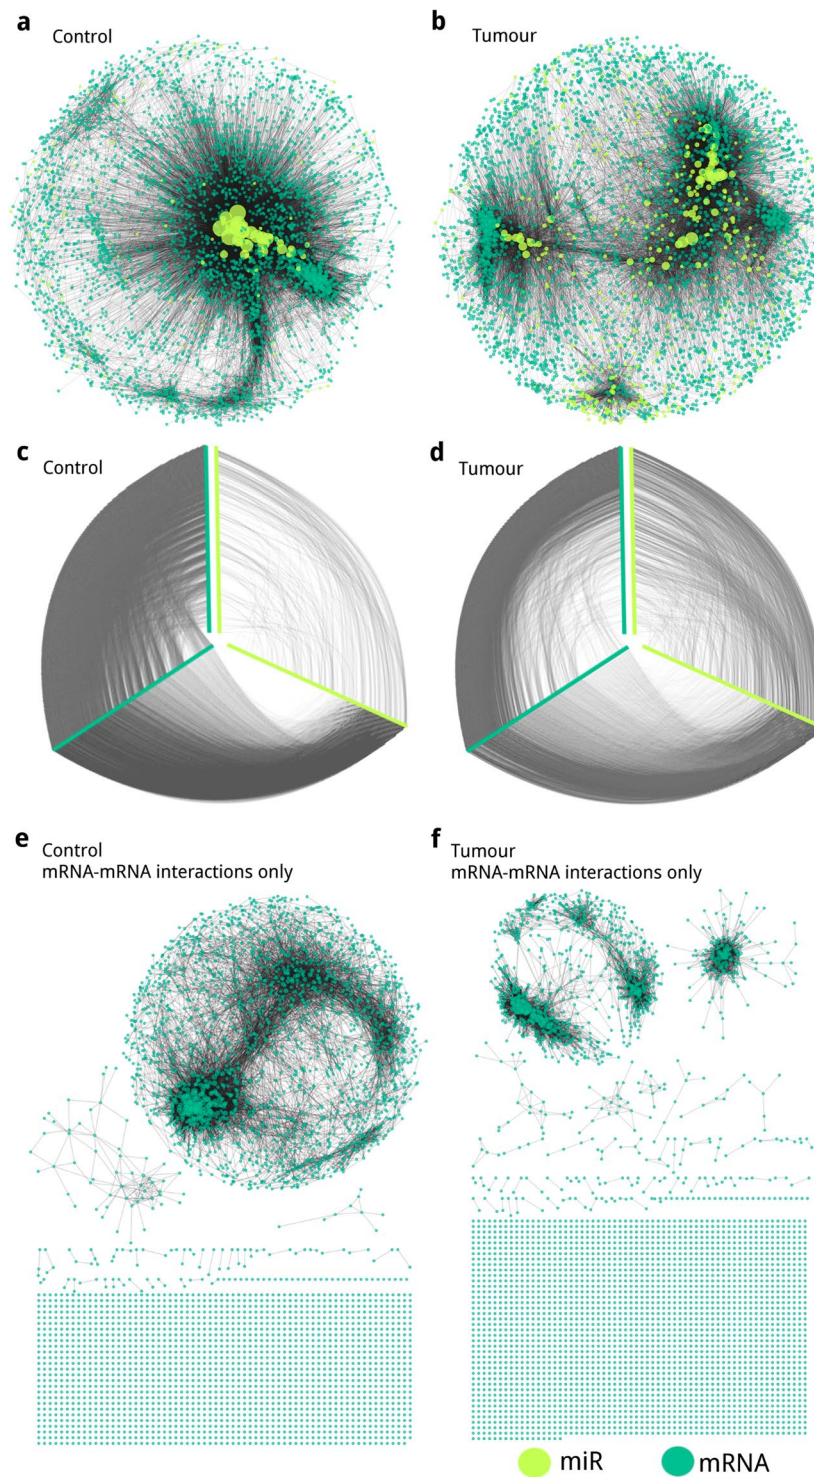 a
Control
b
Tumour
c
Control
d
Tumour
e
Control
mRNA-mRNA interactions only
f
Tumour
mRNA-mRNA interactions only
miR
mRNA